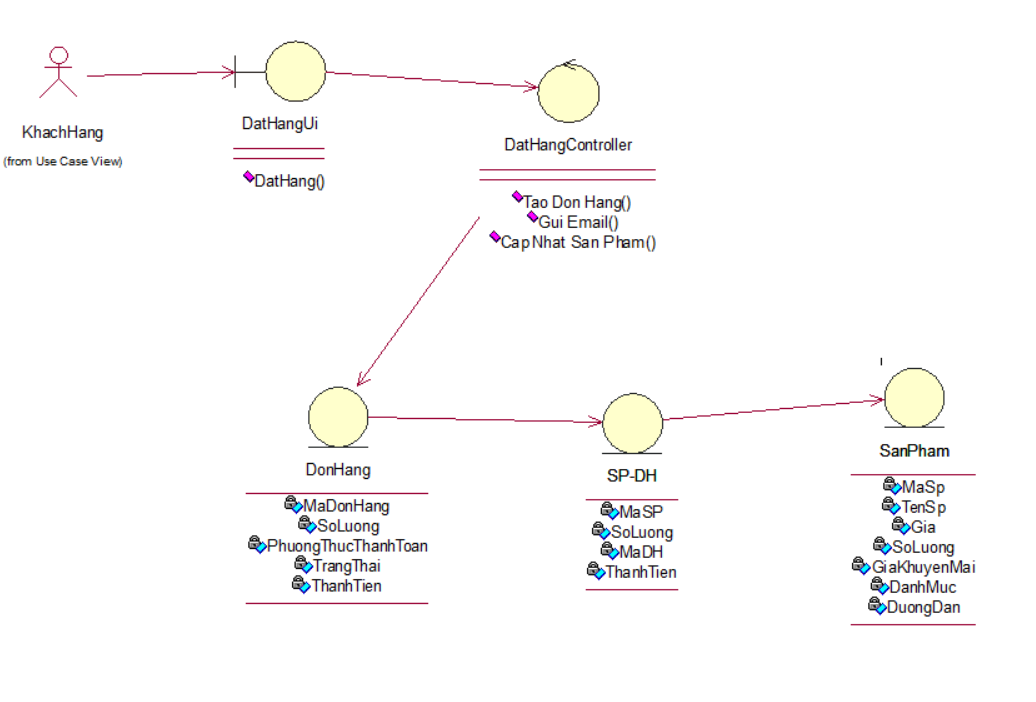 KhachHang
(from Use Case View)
DatHangUi
DatHang()
DatHangController
Tao Don Hang()
Gui Email()
CapNhat San Pham()
DonHang
MaDonHang
SoLuong
PhuongThucThanhToan
TrangThai
ThanhTien
SP-DH
MaSP
SoLuong
MaDH
ThanhTien
SanPham
MaSp
TenSp
Gia
SoLuong
GiaKhuyenMai
DanhMuc
DuongDan